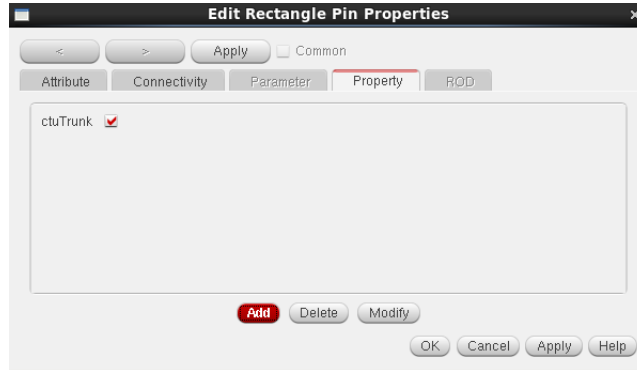 Edit Rectangle Pin Properties
< > Apply Common
Attribute Connectivity Parameter Property ROD
ctuTrunk
Add Delete Modify
OK Cancel Apply Help